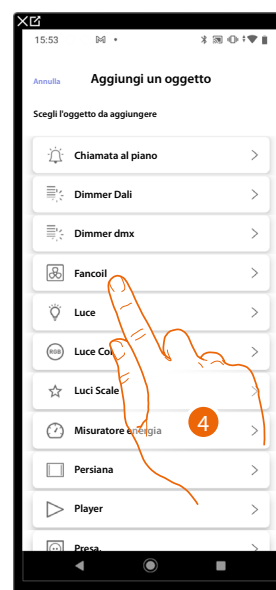 15:53
Annulla Aggiungi un oggetto
Scegli l'oggetto da aggiungere
Chiamata al piano
Dimmer Dali
Dimmer dmx
Fancoil
Luce
RGB Luce
Luci Scale
4
Misuratore energia
Persiana
Player
Presa